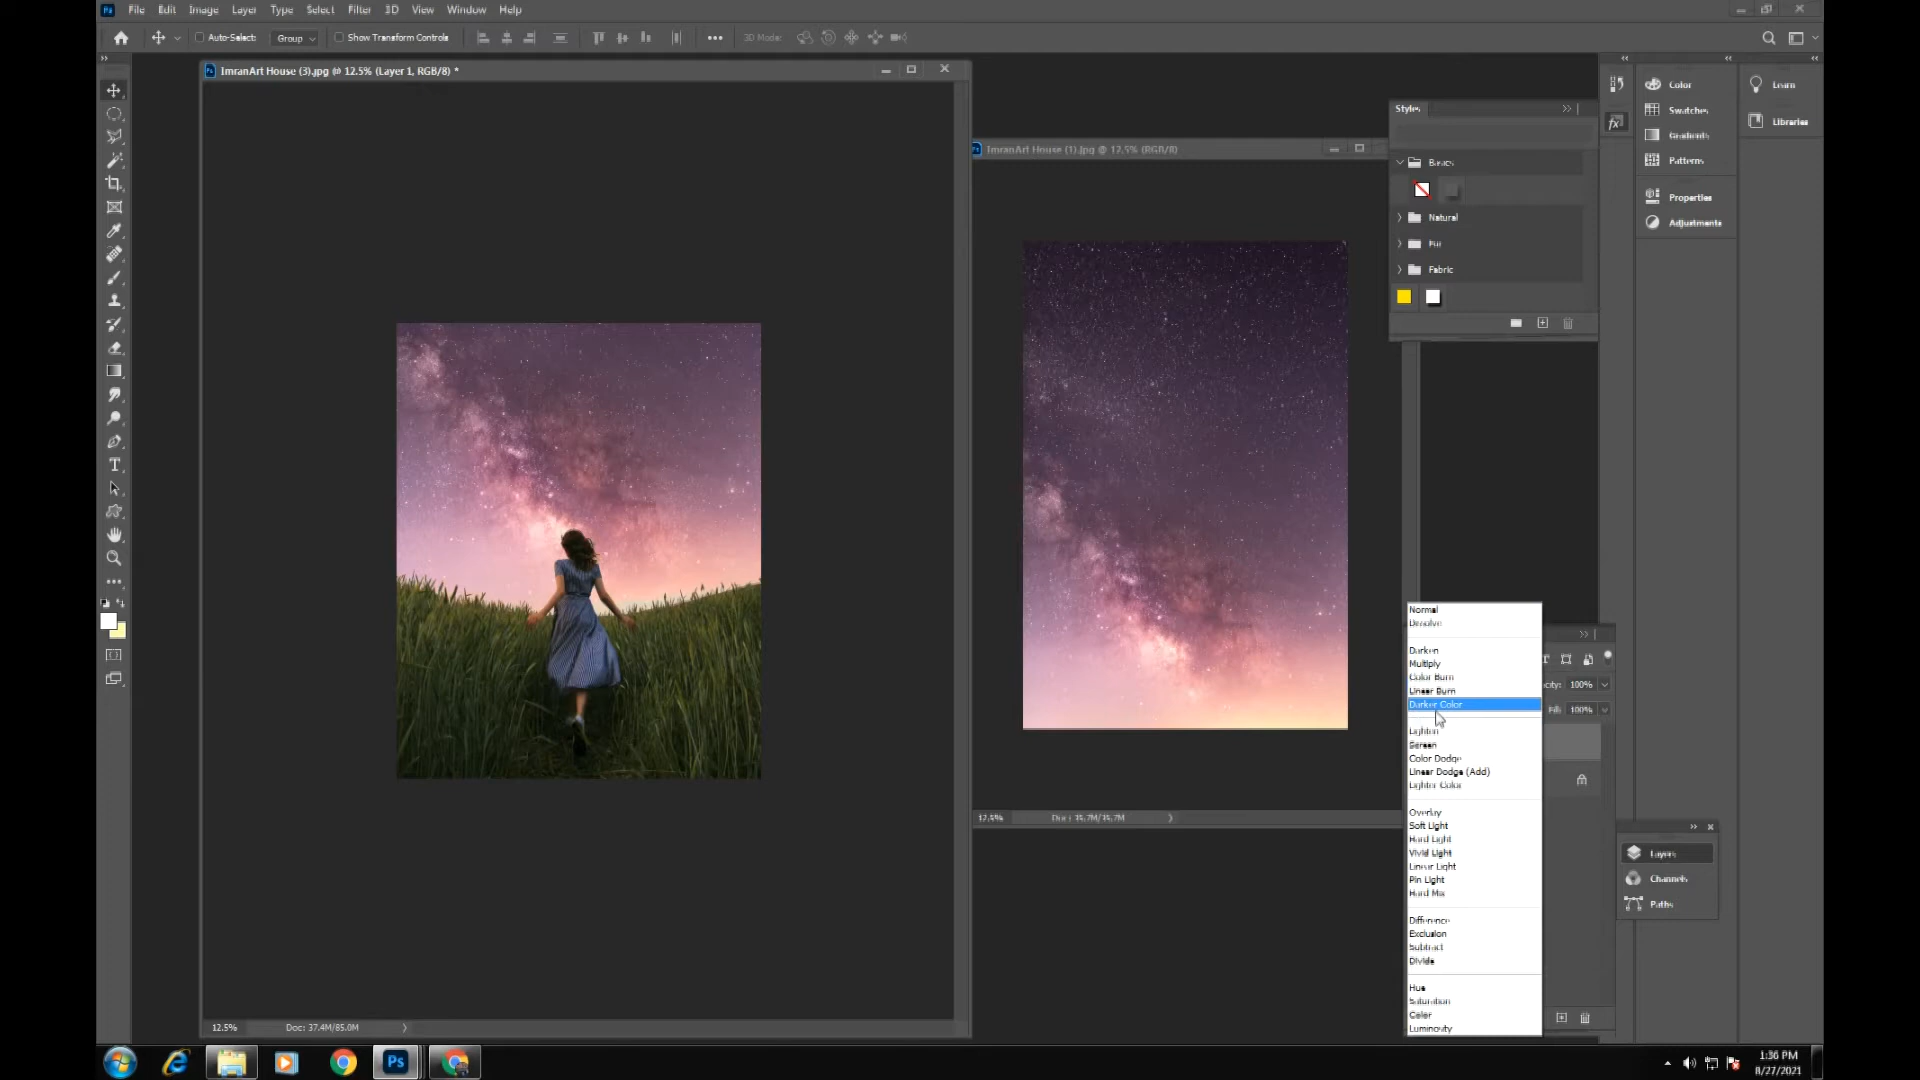 Ps File Edit Image Layer Type Select Filter 3D View Window Help
Auto-Select: Group Show Transform Controls 3D Mode:
ImranArt House (3).jpg @ 12.5% (Layer 1, RGB/8) *
ImranArt House (1).jpg @ 12.5% (RGB/8)
Styles
Basics
Natural
Fur
Fabric
Color
Swatches
Gradients
Patterns
Properties
Adjustments
Learn
Libraries
Normal
Dissolve
Darken
Multiply
Color Burn
Linear Burn
Darker Color
Lighten
Screen
Color Dodge
Linear Dodge (Add)
Lighter Color
Overlay
Soft Light
Hard Light
Vivid Light
Linear Light
Pin Light
Hard Mix
Difference
Exclusion
Subtract
Divide
Hue
Saturation
Color
Luminosity
100%
Fill: 100%
Layers
Channels
Paths
12.5%
12.5% Doc: 37.4M/85.0M
Ps
1:36 PM
8/27/2021